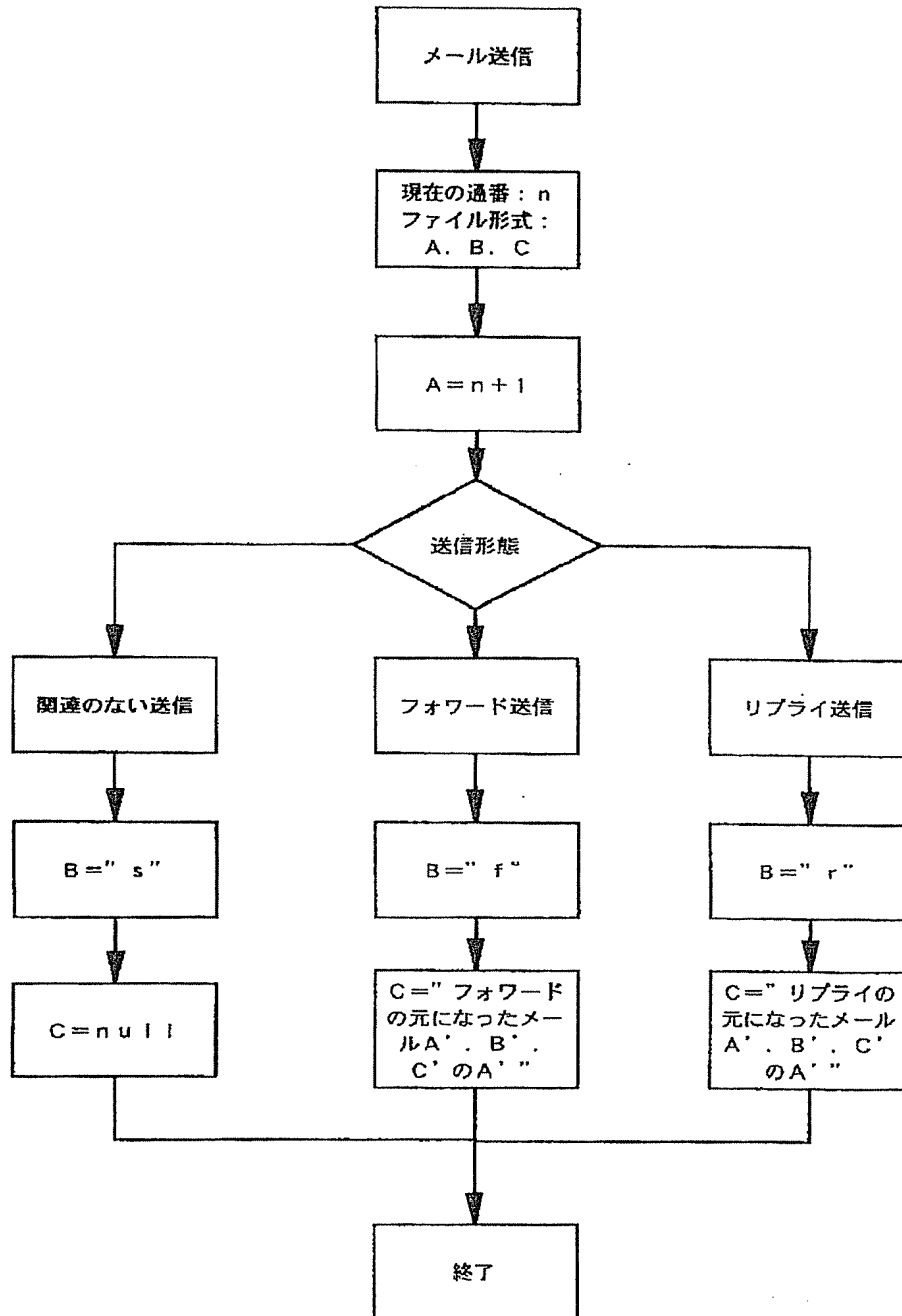 メール送信
現在の通番：n
ファイル形式：
A．B．C
A＝n＋1
送信形態
関連のない送信
フォワード送信
リプライ送信
B＝”s”
B＝”f”
B＝”r”
C＝null
C＝”フォワード
の元になったメー
ルA’．B’．
C’のA’”
C＝”リプライの
元になったメール
A’．B’．C’
のA’”
終了